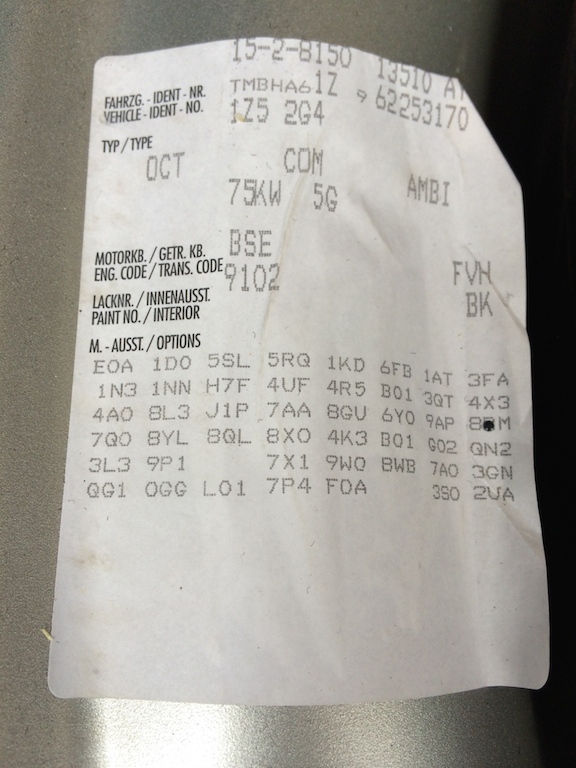 15-2-8150 13510 AY
FAHRZG. - IDENT - NR. TMBHA61Z 9 62253170
VEHICLE - IDENT - NO. 1Z5 2G4
TYP / TYPE
OCT COM
75KW 5G AMBI
MOTORKB. / GETR. KB. BSE
ENG. CODE / TRANS. CODE 9102 FVH
LACKNR. / INNENAUSST. BK
PAINT NO. / INTERIOR
M. - AUSST. / OPTIONS
E0A 1D0 5SL 5RQ 1KD 6FB 1AT 3FA
1N3 1NN H7F 4UF 4R5 B01 3QT 4X3
4A0 8L3 J1P 7AA 8GU 6Y0 9AP
7Q0 8YL 8QL 8X0 4K3 B01 G02 QN2
3L3 9P1 7X1 9W0 8WB 7A0 3GN
QG1 0GG L01 7P4 F0A 3S0 2UA